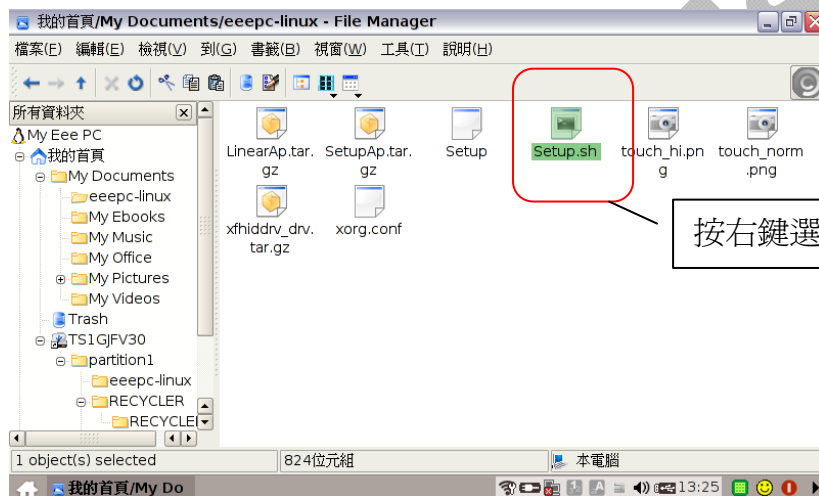 我的首頁/My Documents/eeepc-linux - File Manager
檔案(F) 編輯(E) 檢視(V) 到(G) 書籤(B) 視窗(W) 工具(T) 說明(H)
所有資料夾
My Eee PC
我的首頁
My Documents
eeepc-linux
My Ebooks
My Music
My Office
My Pictures
My Videos
Trash
TS1GJFV30
partition1
eeepc-linux
RECYCLER
RECYCLE
LinearAp.tar.gz
SetupAp.tar.gz
Setup
Setup.sh
touch_hi.png
touch_norm.png
xfhiddrv_drv.tar.gz
xorg.conf
按右鍵選
1 object(s) selected
824位元組
本電腦
我的首頁/My Do
13:25